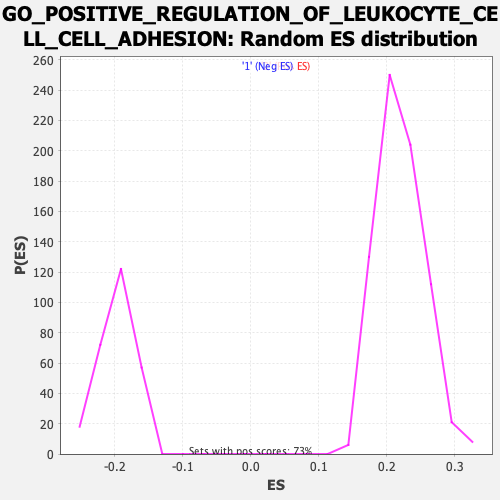 GO_POSITIVE_REGULATION_OF_LEUKOCYTE_CE
LL_CELL_ADHESION: Random ES distribution
'1' (Neg ES) ES)
260
240
220
200
180
160
140
120
100
80
60
40
20
0
P(ES)
Sets with pos scores: 73%
-0.2 -0.1 0.0 0.1 0.2 0.3
ES